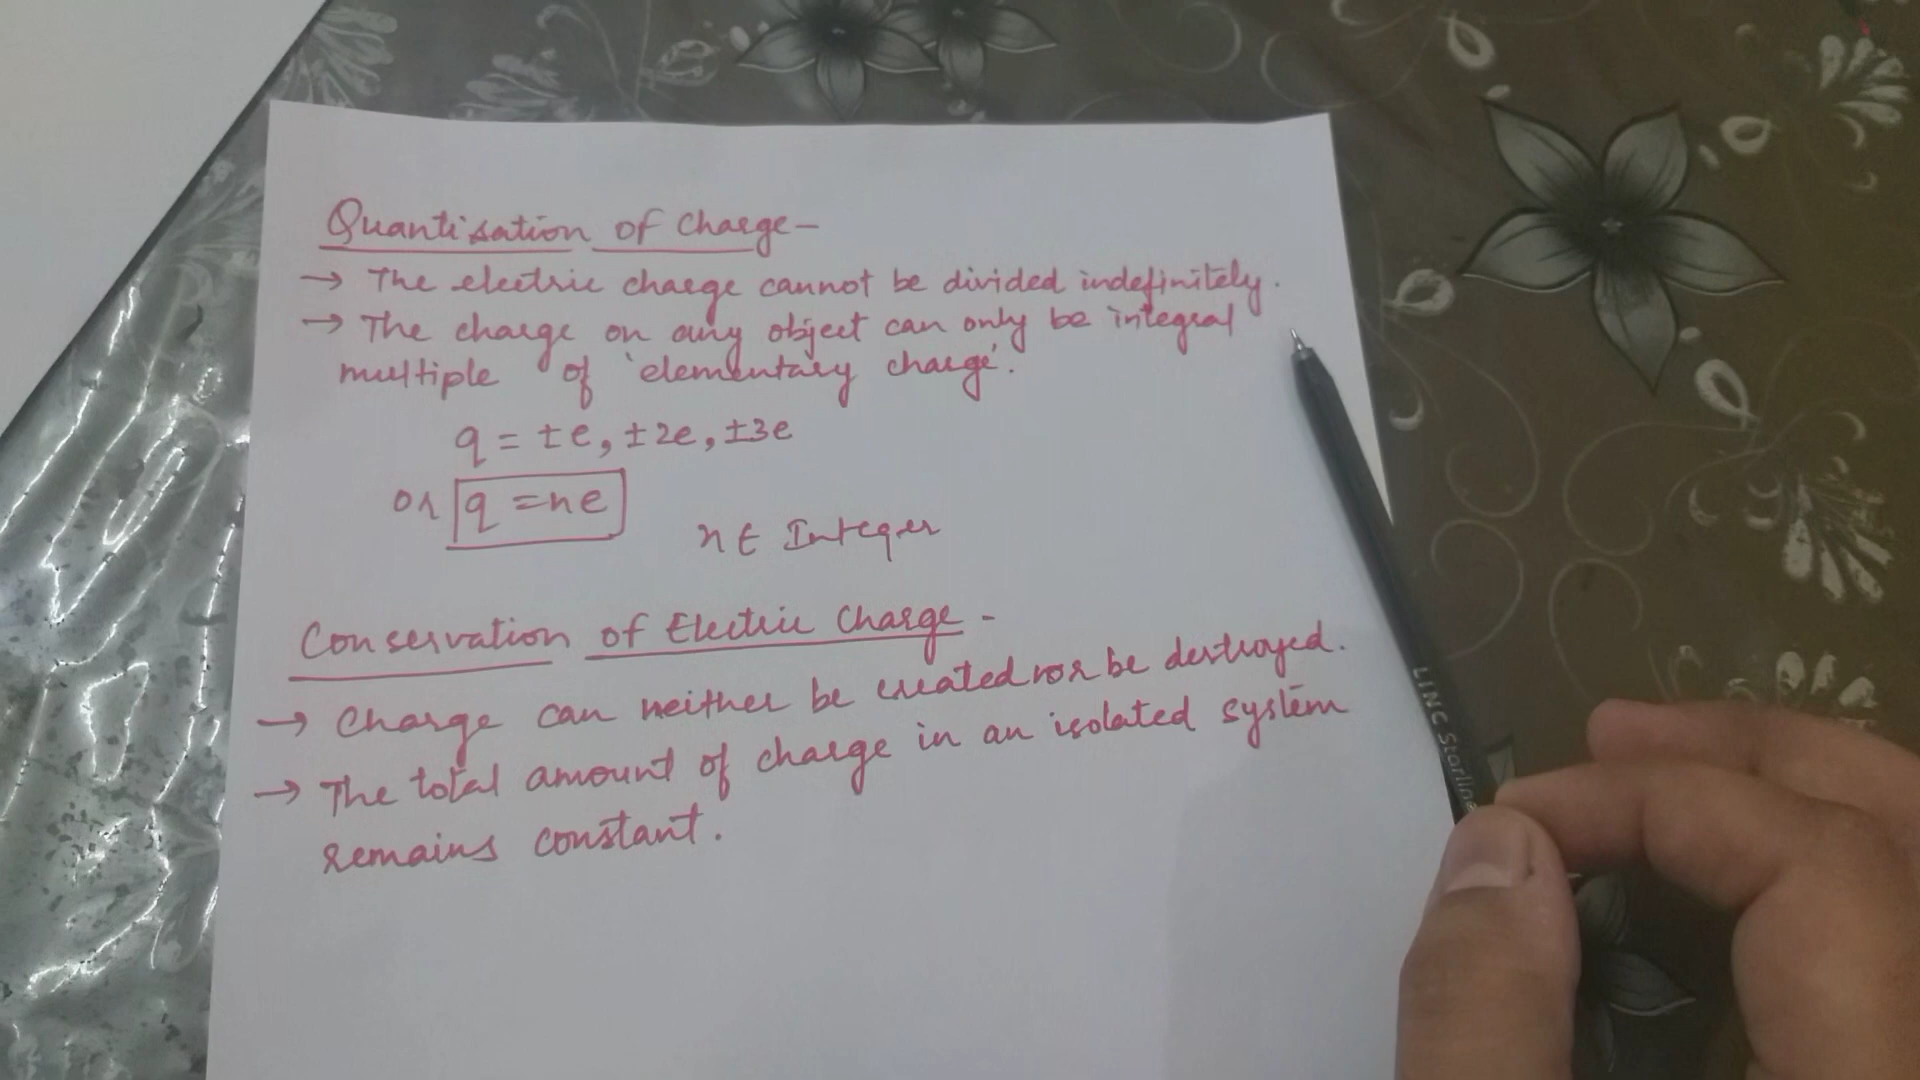 Quantisation of Charge-
→ The electric charge cannot be divided indefinitely.
→ The charge on any object can only be integral
multiple of 'elementary charge'.
q = ±e, ±2e, ±3e
or q = ne
n ∈ Integer
Conservation of Electric Charge -
→ Charge can neither be created nor be destroyed.
→ The total amount of charge in an isolated system
remains constant.
LINC Starline